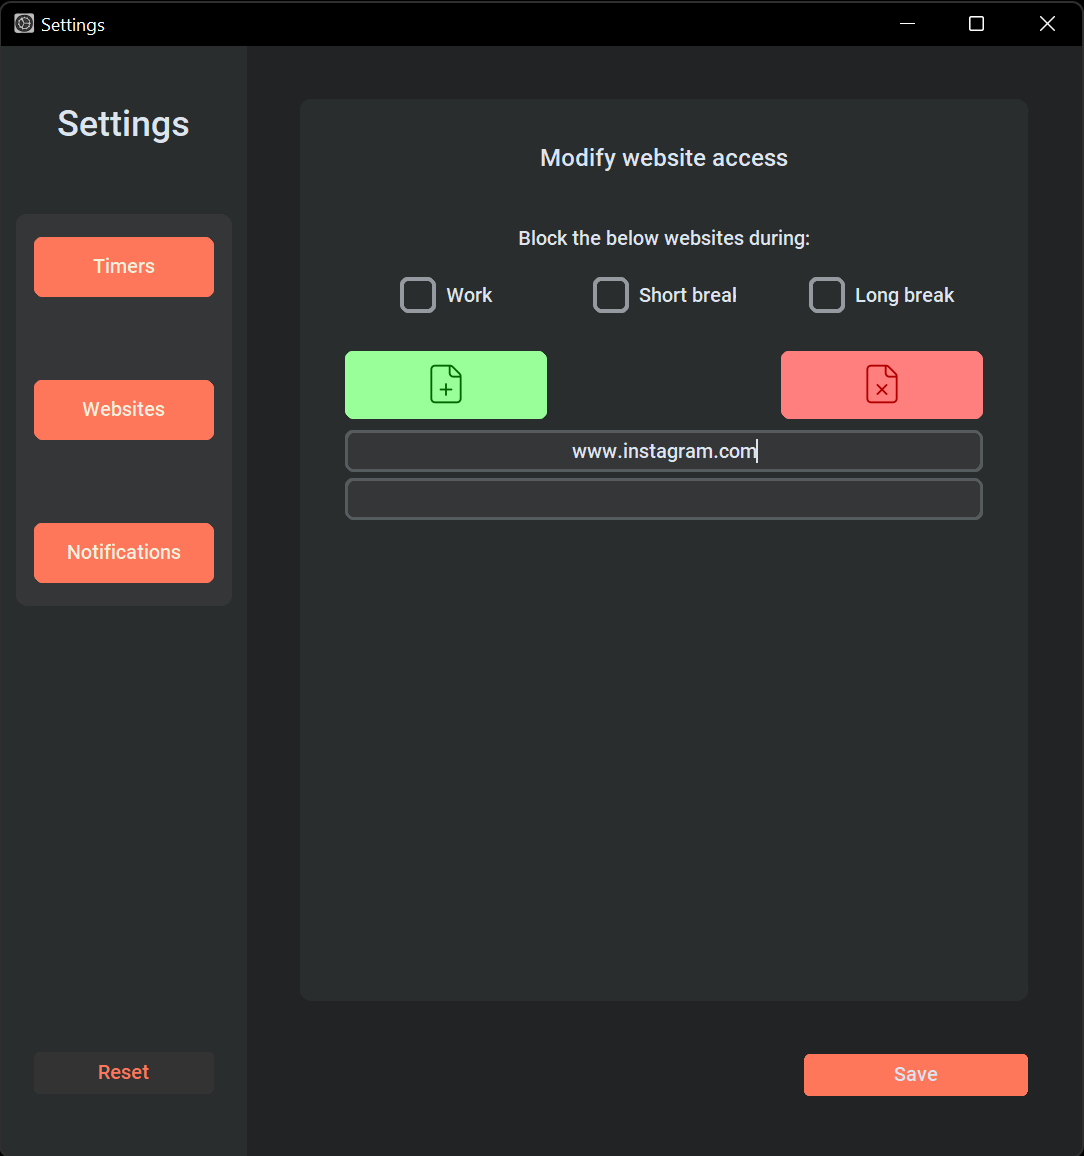 Settings
Settings
Timers
Websites
Notifications
Reset
Modify website access
Block the below websites during:
Work Short breal Long break
www.instagram.com
Save